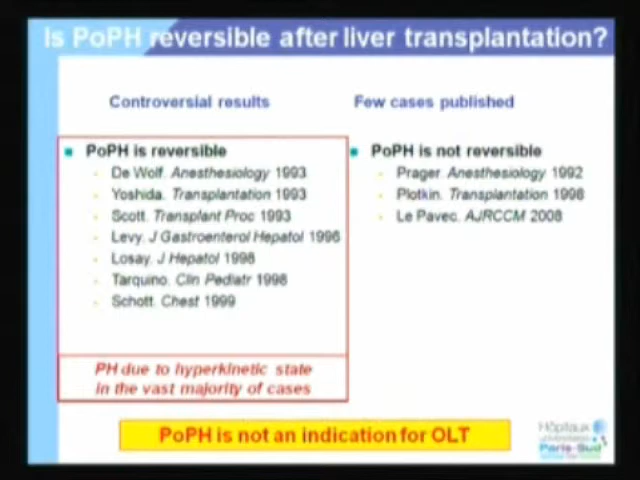 Is PoPH reversible after liver transplantation?
Controversial results
Few cases published
PoPH is reversible
De Wolf. Anesthesiology 1993
Yoshida. Transplantation 1993
Scott. Transplant Proc 1993
Levy. J Gastroenterol Hepatol 1996
Losay. J Hepatol 1998
Tarquino. Clin Pediatr 1998
Schott. Chest 1999
PH due to hyperkinetic state
in the vast majority of cases
PoPH is not reversible
Prager. Anesthesiology 1992
Plotkin. Transplantation 1998
Le Pavec. AJRCCM 2008
PoPH is not an indication for OLT
Hôpitaux
universitaires
Paris-Sud